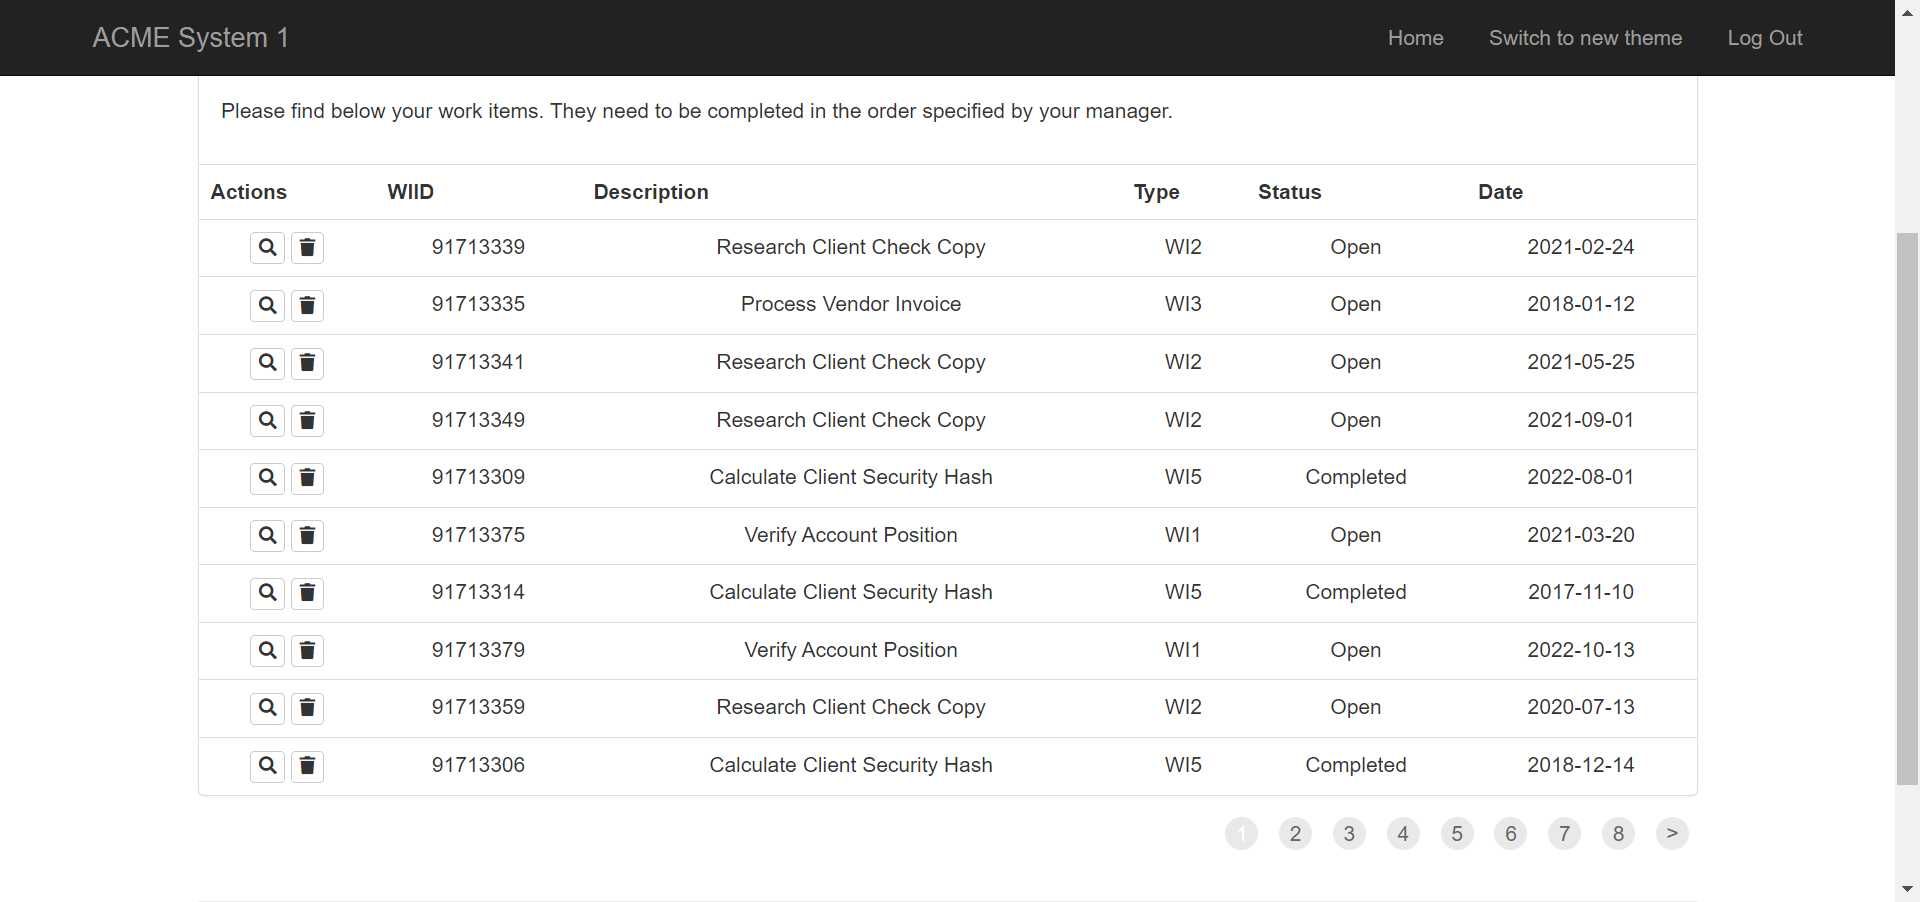 ACME System 1 Home Switch to new theme Log Out
Please find below your work items. They need to be completed in the order specified by your manager.
Actions WIID Description Type Status Date
91713339 Research Client Check Copy WI2 Open 2021-02-24
91713335 Process Vendor Invoice WI3 Open 2018-01-12
91713341 Research Client Check Copy WI2 Open 2021-05-25
91713349 Research Client Check Copy WI2 Open 2021-09-01
91713309 Calculate Client Security Hash WI5 Completed 2022-08-01
91713375 Verify Account Position WI1 Open 2021-03-20
91713314 Calculate Client Security Hash WI5 Completed 2017-11-10
91713379 Verify Account Position WI1 Open 2022-10-13
91713359 Research Client Check Copy WI2 Open 2020-07-13
91713306 Calculate Client Security Hash WI5 Completed 2018-12-14
1 2 3 4 5 6 7 8 >